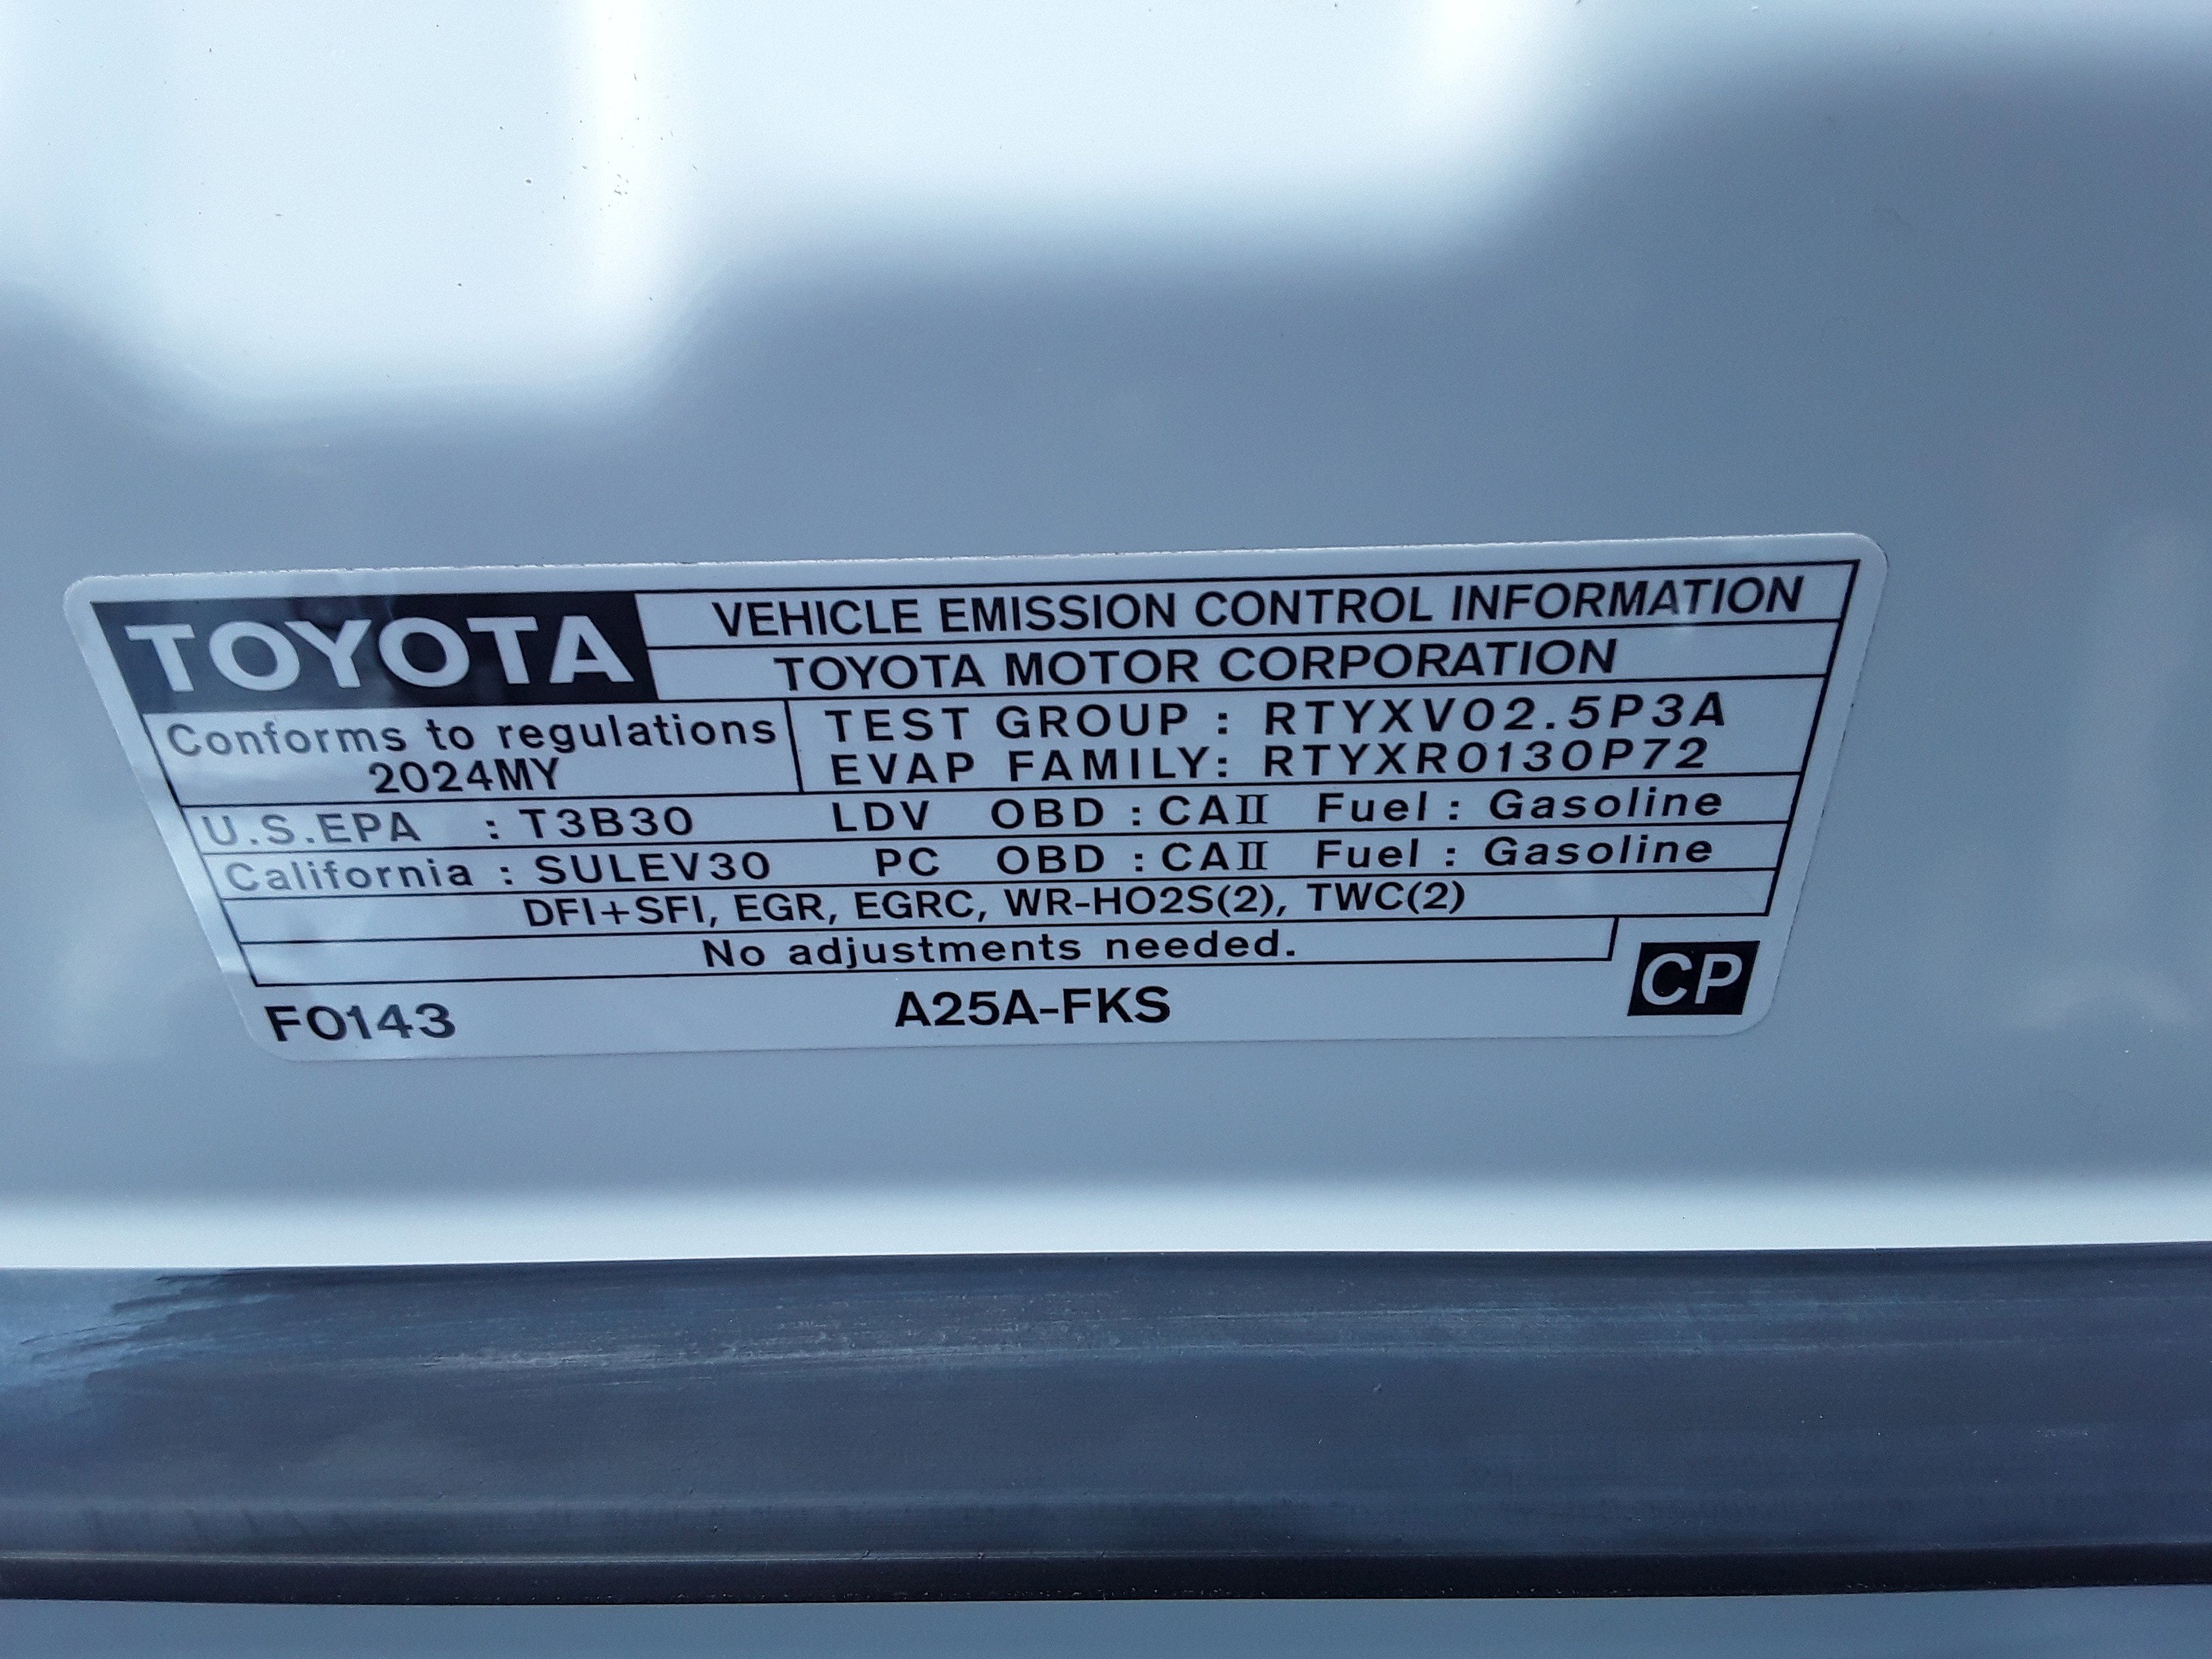 TOYOTA
VEHICLE EMISSION CONTROL INFORMATION
TOYOTA MOTOR CORPORATION
Conforms to regulations
2024MY
TEST GROUP : RTYXV02.5P3A
EVAP FAMILY: RTYXR0130P72
U.S.EPA : T3B30 LDV OBD : CAⅡ Fuel : Gasoline
California : SULEV30 PC OBD : CAⅡ Fuel : Gasoline
DFI+SFI, EGR, EGRC, WR-HO2S(2), TWC(2)
No adjustments needed.
F0143 A25A-FKS CP